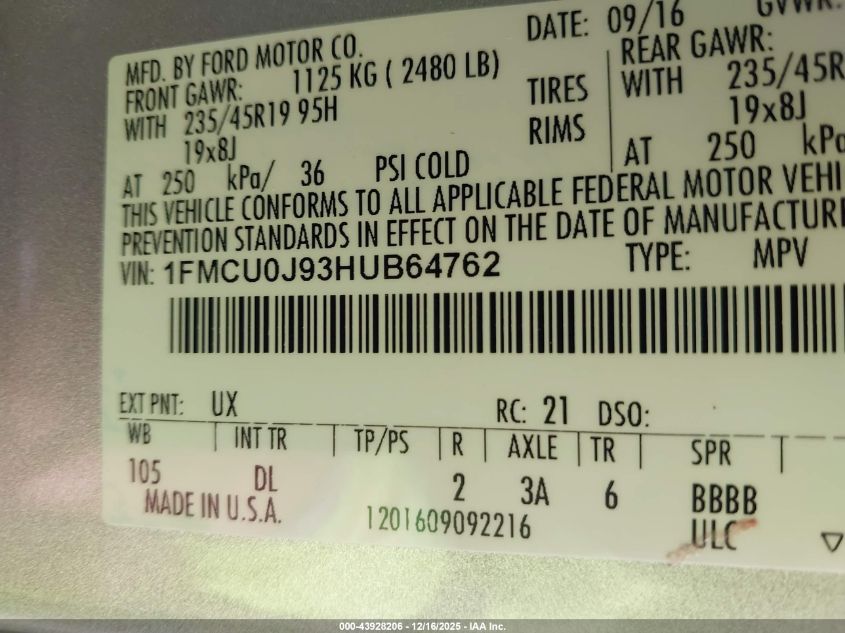 MFD. BY FORD MOTOR CO. DATE: 09/16 GVWR:
FRONT GAWR: 1125 KG ( 2480 LB) REAR GAWR:
WITH 235/45R19 95H TIRES WITH 235/45R
19x8J RIMS 19x8J
AT 250 kPa/ 36 PSI COLD AT 250 kPa
THIS VEHICLE CONFORMS TO ALL APPLICABLE FEDERAL MOTOR VEHI
PREVENTION STANDARDS IN EFFECT ON THE DATE OF MANUFACTURE
VIN: 1FMCU0J93HUB64762 TYPE: MPV
EXT PNT: UX RC: 21 DSO:
WB INT TR TP/PS R AXLE TR SPR
105 DL 2 3A 6 BBBB
MADE IN U.S.A. 1201609092216 ULC
000-43928206 - 12/16/2025 - IAA Inc.